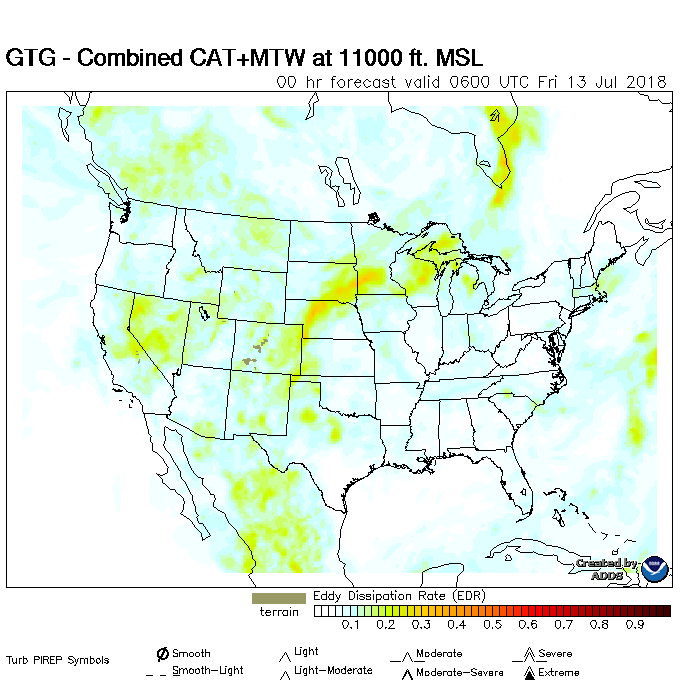 GTG - Combined CAT+MTW at 11000 ft. MSL
00 hr forecast valid 0600 UTC Fri 13 Jul 2018
Created by
ADDS
terrain
Eddy Dissipation Rate (EDR)
0.1 0.2 0.3 0.4 0.5 0.6 0.7 0.8 0.9
Turb PIREP Symbols
Smooth Light Moderate Severe
Smooth-Light Light-Moderate Moderate-Severe Extreme